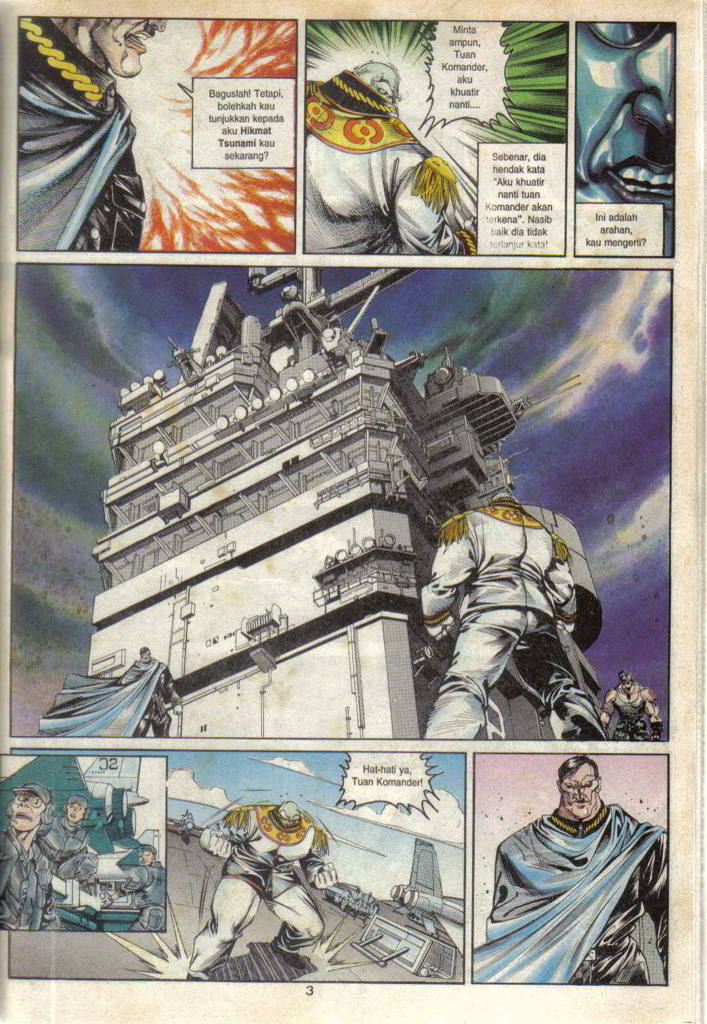 Baguslah! Tetapi,
bolehkah kau
tunjukkan kepada
aku Hikmat
Tsunami kau
sekarang?
Minta
ampun,
Tuan
Komander,
aku
khuatir
nanti....
Sebenar, dia
hendak kata
"Aku khuatir
nanti tuan
Komander akan
terkena". Nasib
baik dia tidak
terlanjur kata!
Ini adalah
arahan,
kau mengerti?
Hat-hati ya,
Tuan Komander!
3